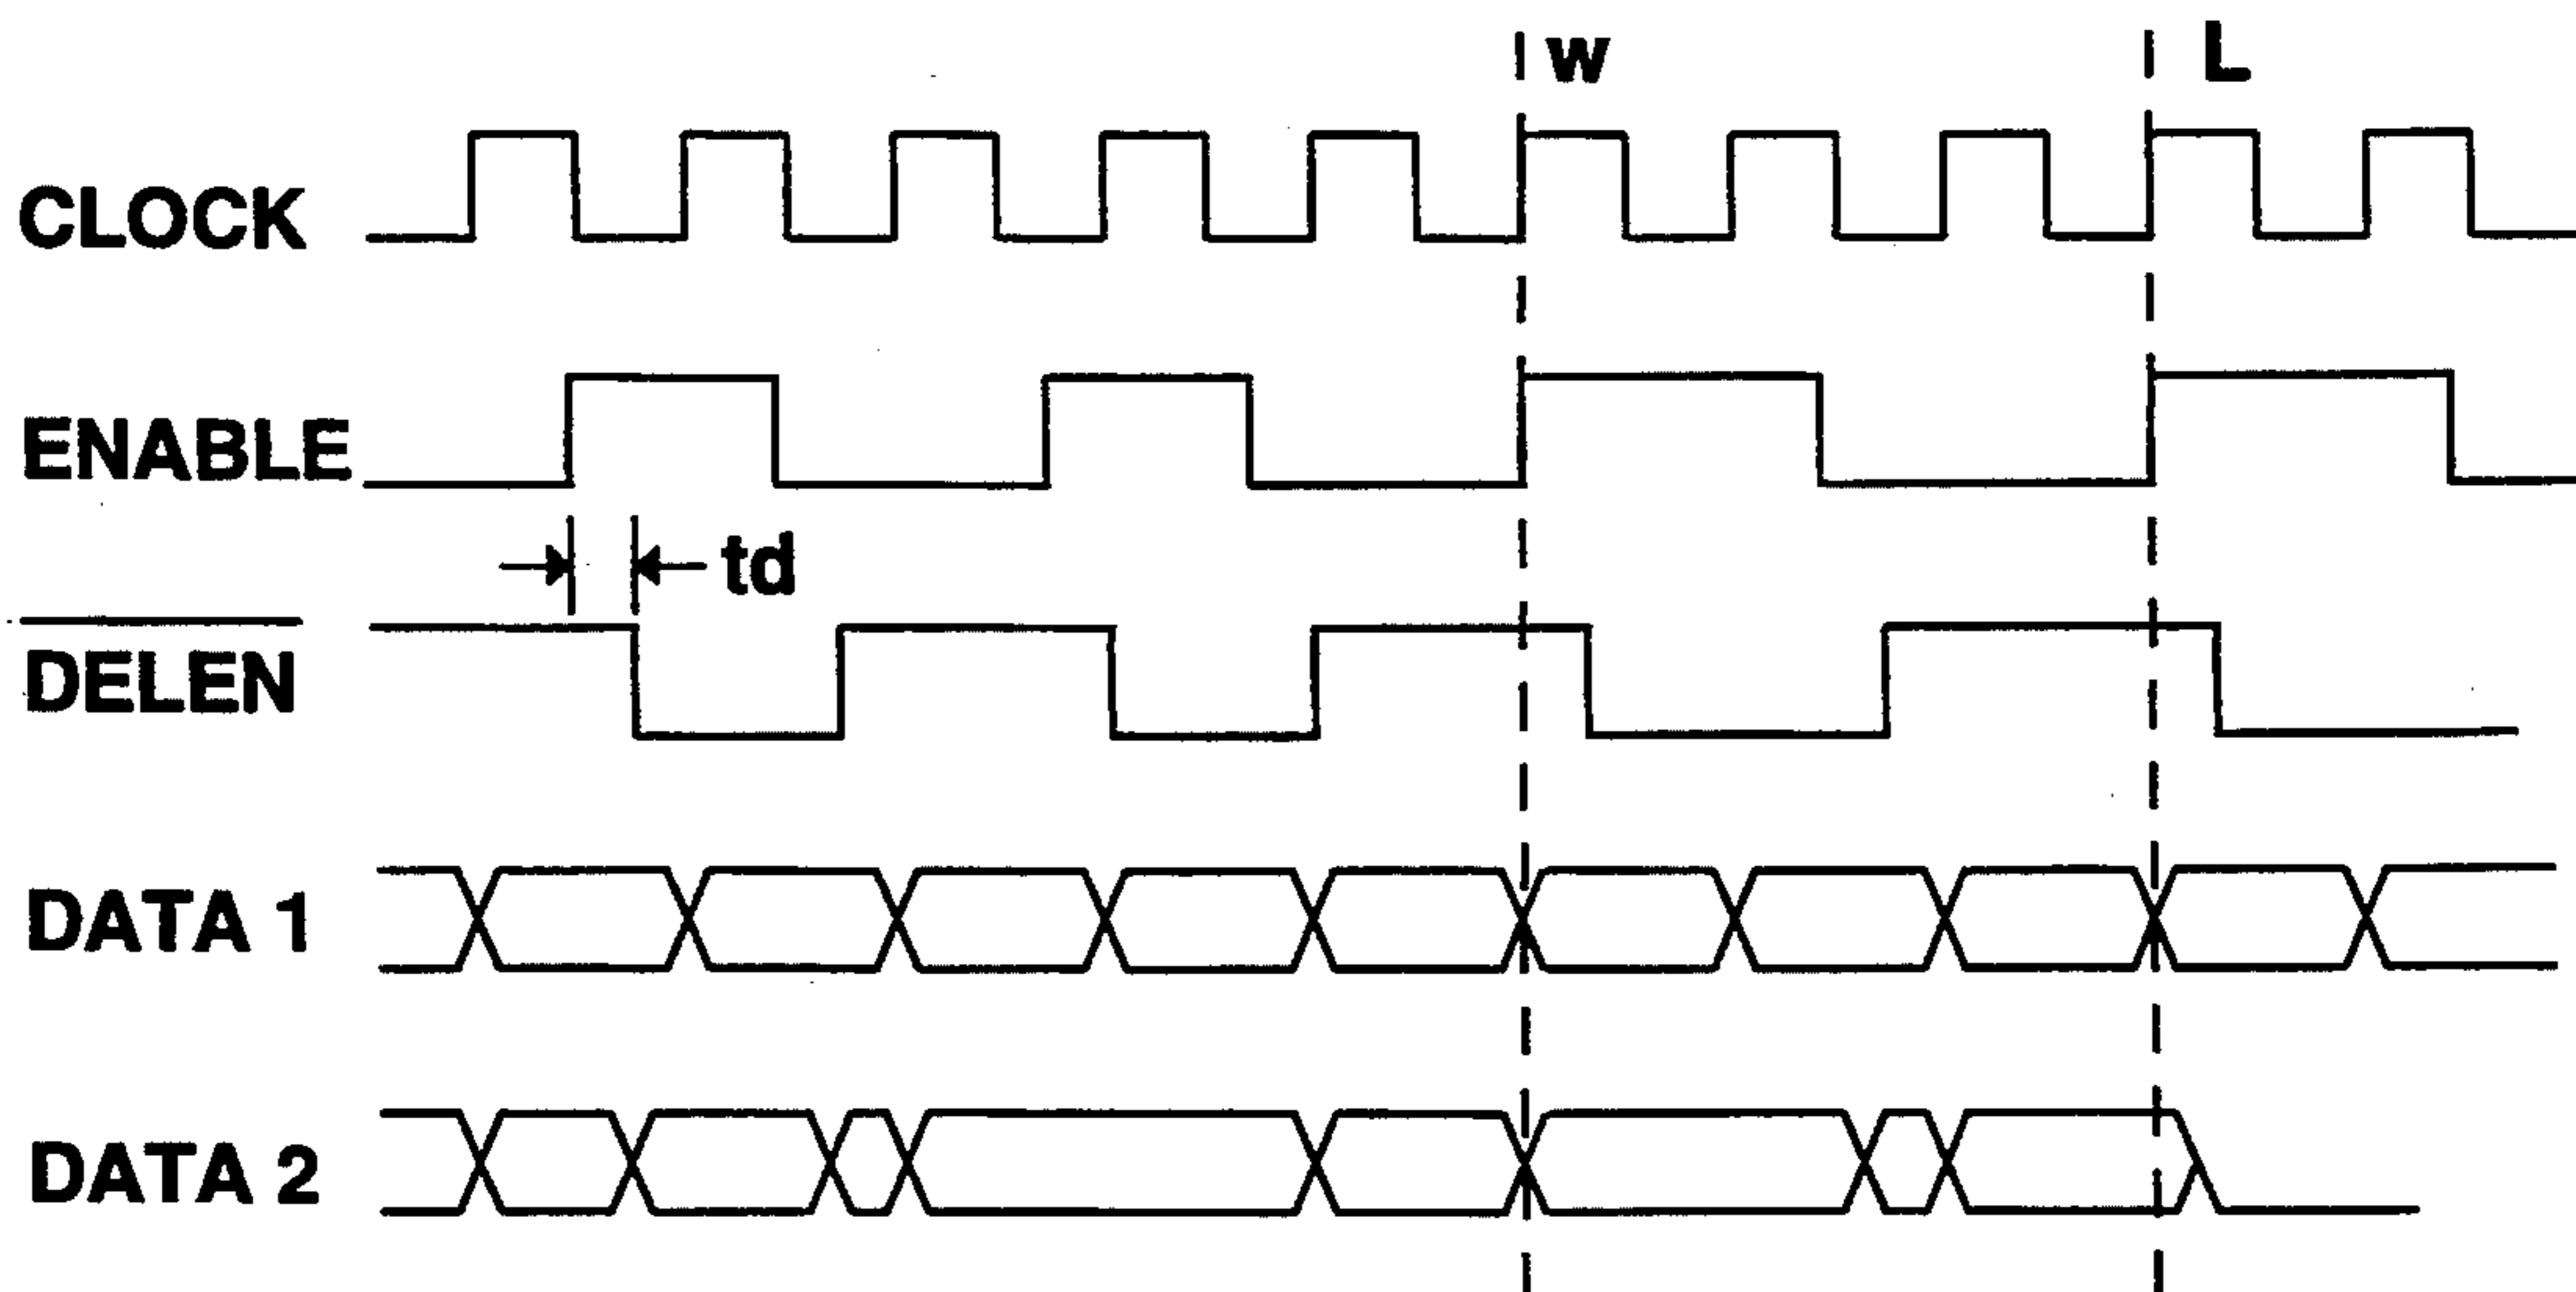 w L
CLOCK
ENABLE
td
DELEN
DATA 1
DATA 2